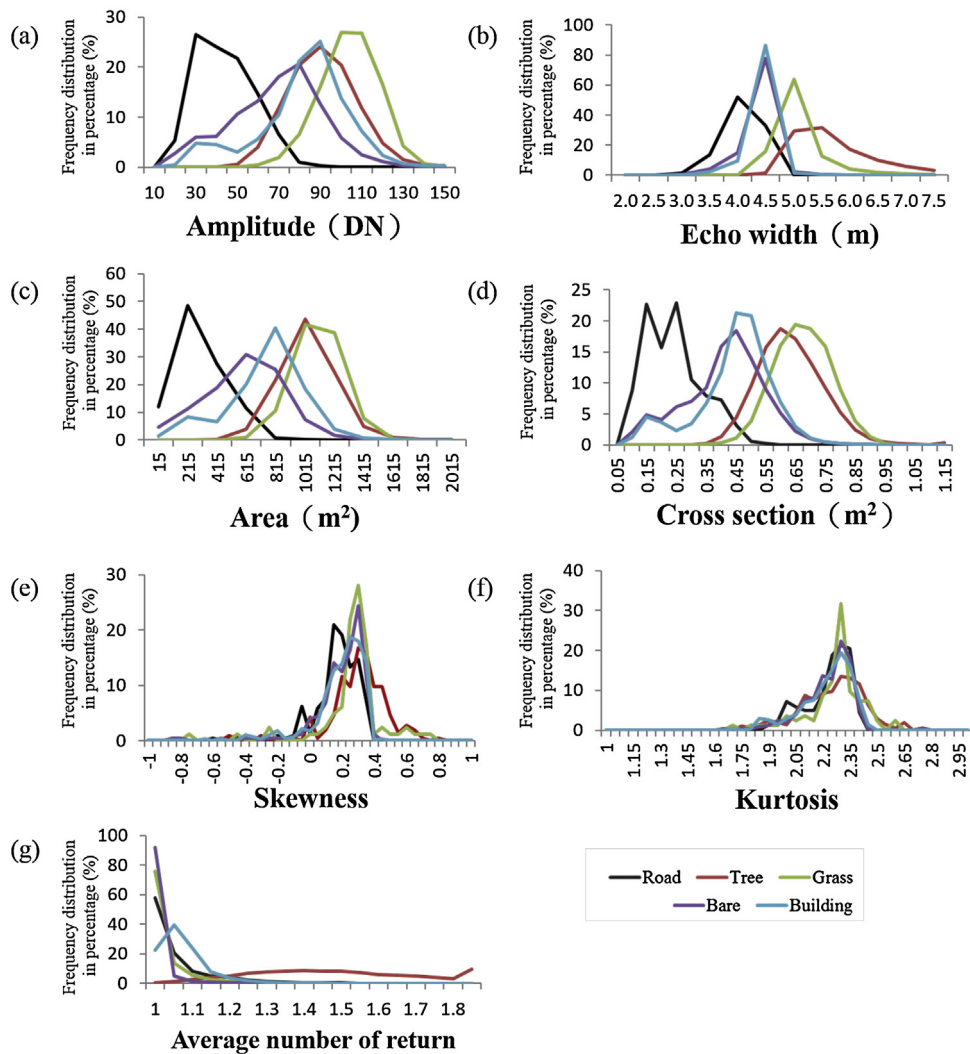 (a)
Frequency distribution
in percentage (%)
30
20
10
0
10 30 50 70 90 110 130 150
Amplitude（DN）
(b)
Frequency distribution
in percentage (%)
100
80
60
40
20
0
2.0 2.5 3.0 3.5 4.0 4.5 5.0 5.5 6.0 6.5 7.0 7.5
Echo width（m)
(c)
Frequency distribution
in percentage (%)
60
50
40
30
20
10
0
15 215 415 615 815 1015 1215 1415 1615 1815 2015
Area（m²)
(d)
Frequency distribution
in percentage (%)
25
20
15
10
5
0
0.05 0.15 0.25 0.35 0.45 0.55 0.65 0.75 0.85 0.95 1.05 1.15
Cross section（m²）
(e)
Frequency distribution
in percentage (%)
30
20
10
0
-1 -0.8 -0.6 -0.4 -0.2 0 0.2 0.4 0.6 0.8 1
Skewness
(f)
Frequency distribution
in percentage (%)
40
30
20
10
0
1 1.15 1.3 1.45 1.6 1.75 1.9 2.05 2.2 2.35 2.5 2.65 2.8 2.95
Kurtosis
(g)
Frequency distribution
in percentage (%)
100
80
60
40
20
0
1 1.1 1.2 1.3 1.4 1.5 1.6 1.7 1.8
Average number of return
Road Tree Grass
Bare Building